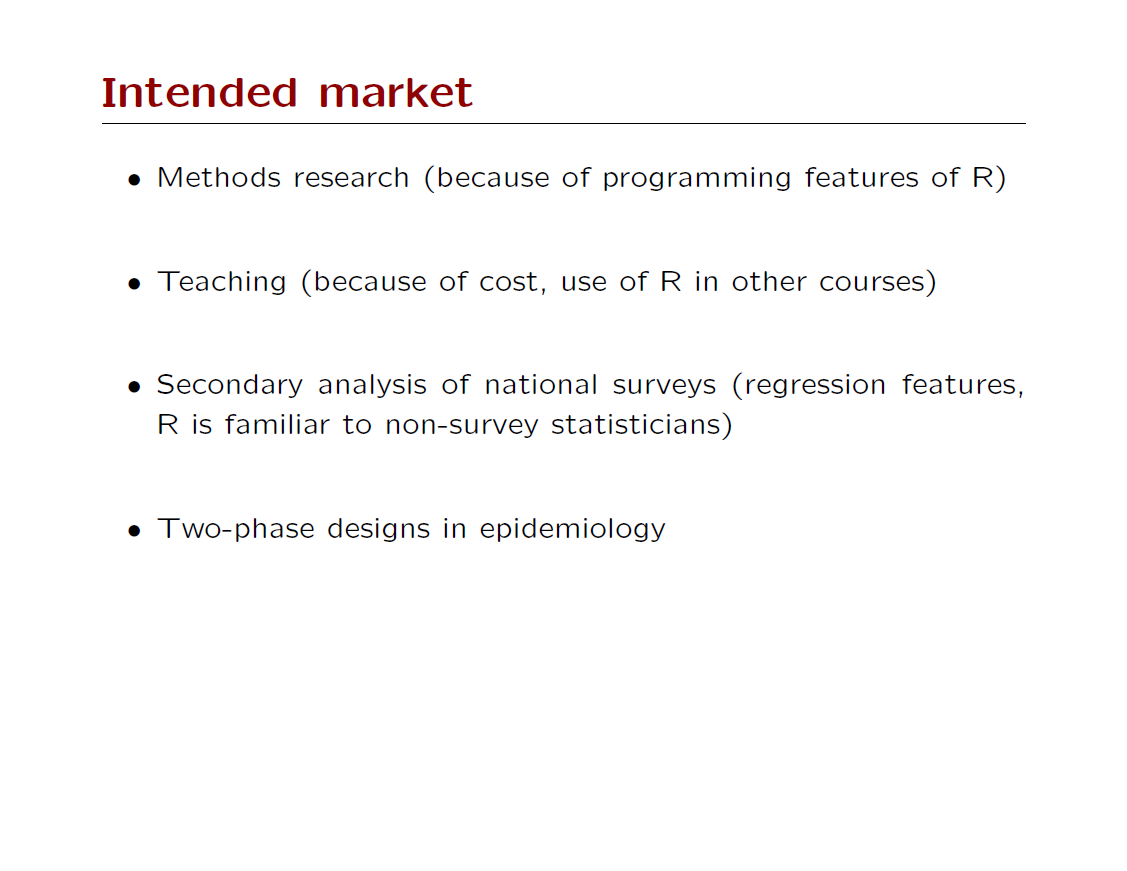 Intended market
• Methods research (because of programming features of R)
• Teaching (because of cost, use of R in other courses)
• Secondary analysis of national surveys (regression features,
R is familiar to non-survey statisticians)
• Two-phase designs in epidemiology